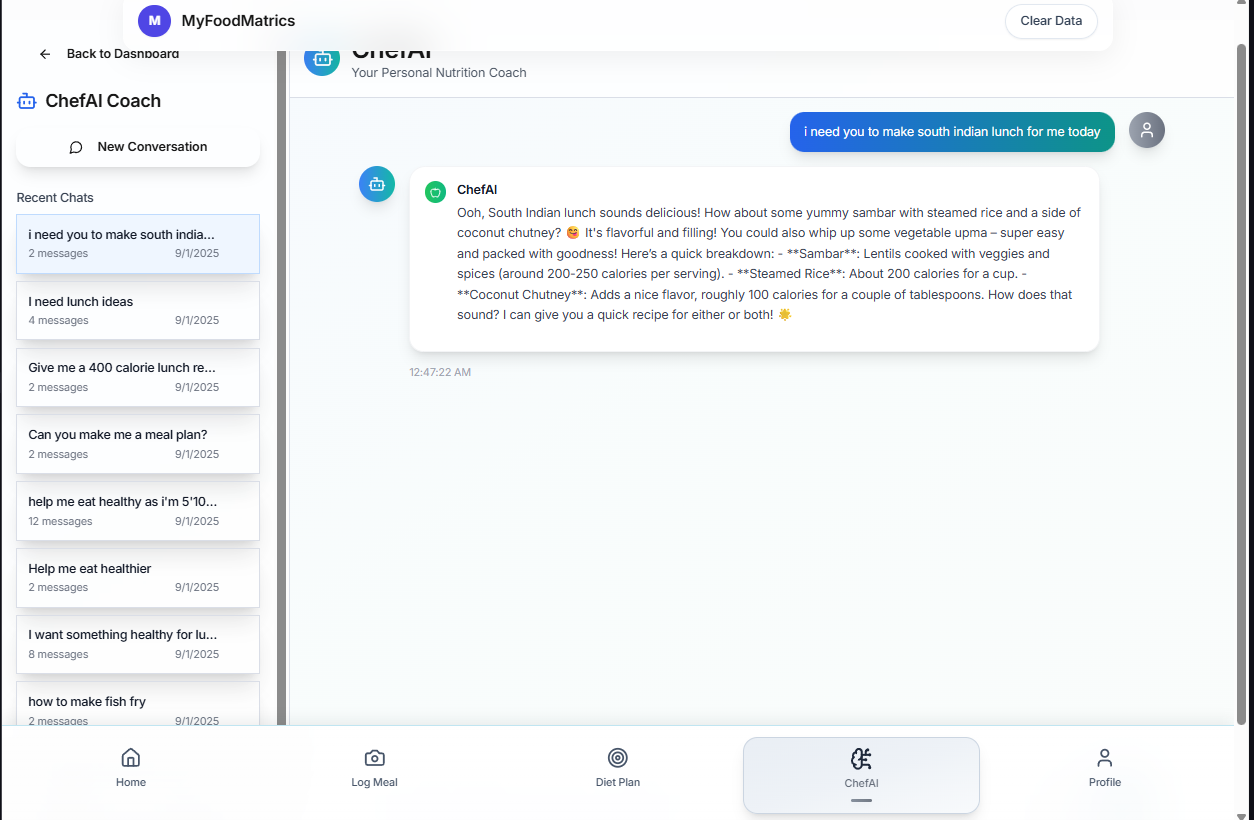 M MyFoodMatrics
Clear Data
Back to Dashboard
ChefAI Coach
New Conversation
Recent Chats
i need you to make south india...
2 messages 9/1/2025
I need lunch ideas
4 messages 9/1/2025
Give me a 400 calorie lunch re...
2 messages 9/1/2025
Can you make me a meal plan?
2 messages 9/1/2025
help me eat healthy as i'm 5'10...
12 messages 9/1/2025
Help me eat healthier
2 messages 9/1/2025
I want something healthy for lu...
8 messages 9/1/2025
how to make fish fry
2 messages 9/1/2025
ChefAI
Your Personal Nutrition Coach
i need you to make south indian lunch for me today
ChefAI
Ooh, South Indian lunch sounds delicious! How about some yummy sambar with steamed rice and a side of
coconut chutney? 😋 It's flavorful and filling! You could also whip up some vegetable upma – super easy
and packed with goodness! Here's a quick breakdown: - **Sambar**: Lentils cooked with veggies and
spices (around 200-250 calories per serving). - **Steamed Rice**: About 200 calories for a cup. -
**Coconut Chutney**: Adds a nice flavor, roughly 100 calories for a couple of tablespoons. How does that
sound? I can give you a quick recipe for either or both! 🌟
12:47:22 AM
Home
Log Meal
Diet Plan
ChefAI
Profile